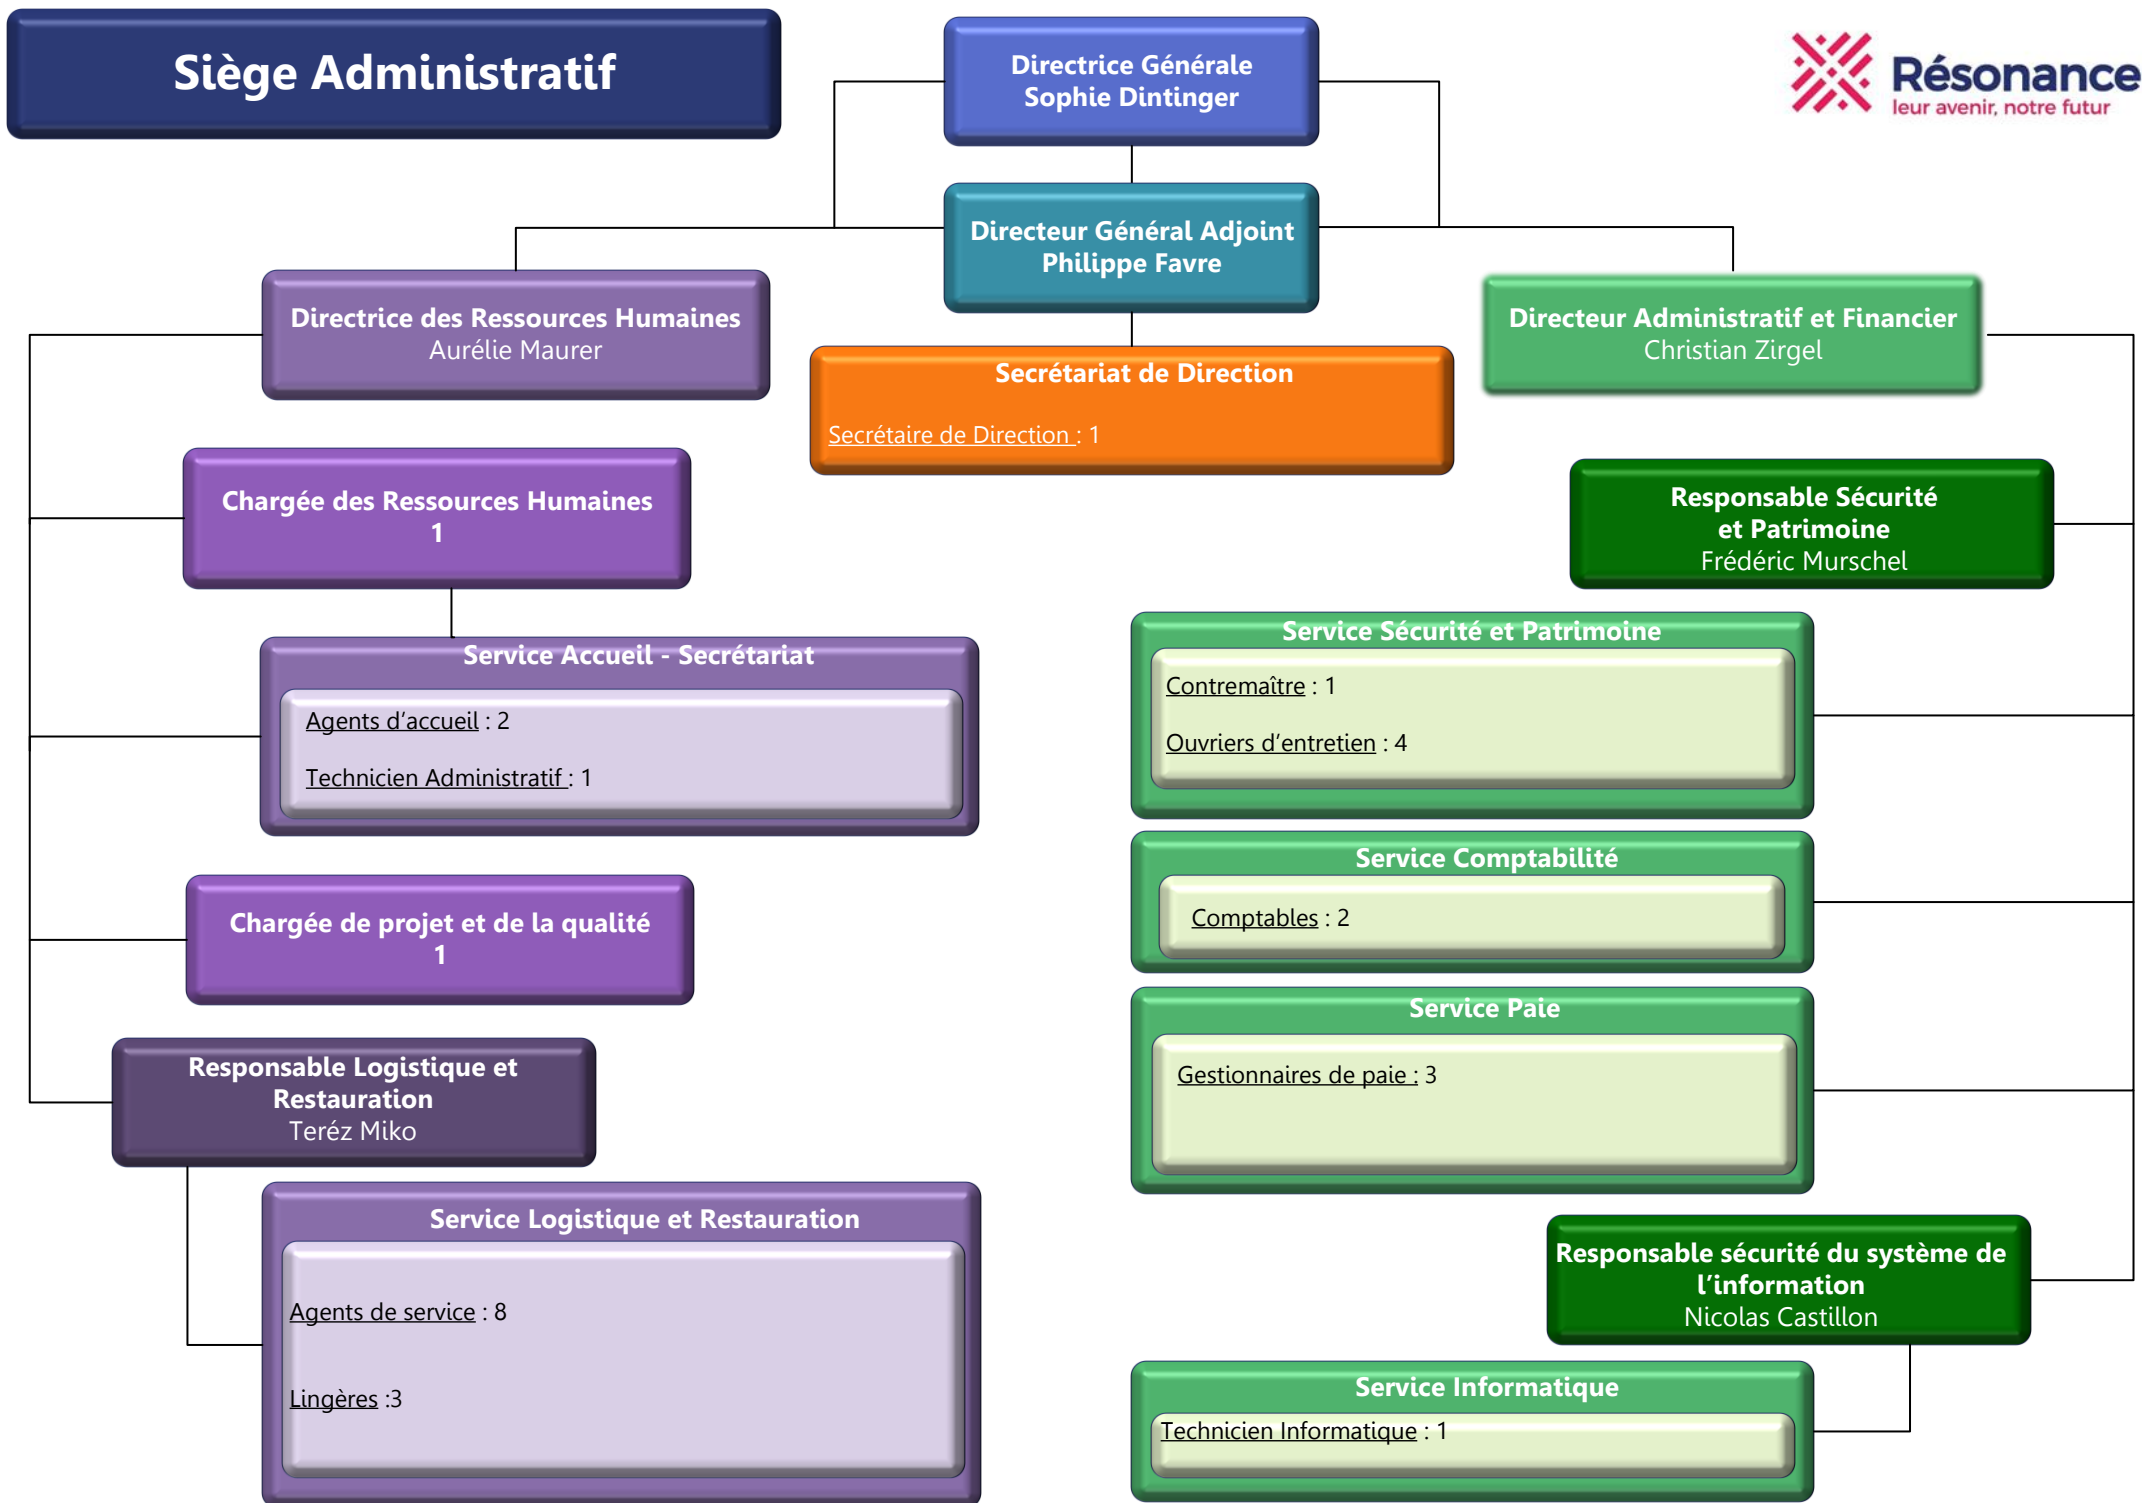 Siège Administratif
Directrice Générale
Sophie Dintinger
Résonance
leur avenir, notre futur
Directeur Général Adjoint
Philippe Favre
Directrice des Ressources Humaines
Aurélie Maurer
Secrétariat de Direction
Secrétaire de Direction : 1
Directeur Administratif et Financier
Christian Zirgel
Chargée des Ressources Humaines
1
Service Accueil - Secrétariat
Agents d’accueil : 2
Technicien Administratif : 1
Chargée de projet et de la qualité
1
Responsable Logistique et
Restauration
Teréz Miko
Service Logistique et Restauration
Agents de service : 8
Lingères :3
Responsable Sécurité
et Patrimoine
Frédéric Murschel
Service Sécurité et Patrimoine
Contremaître : 1
Ouvriers d’entretien : 4
Service Comptabilité
Comptables : 2
Service Paie
Gestionnaires de paie : 3
Responsable sécurité du système de
l’information
Nicolas Castillon
Service Informatique
Technicien Informatique : 1